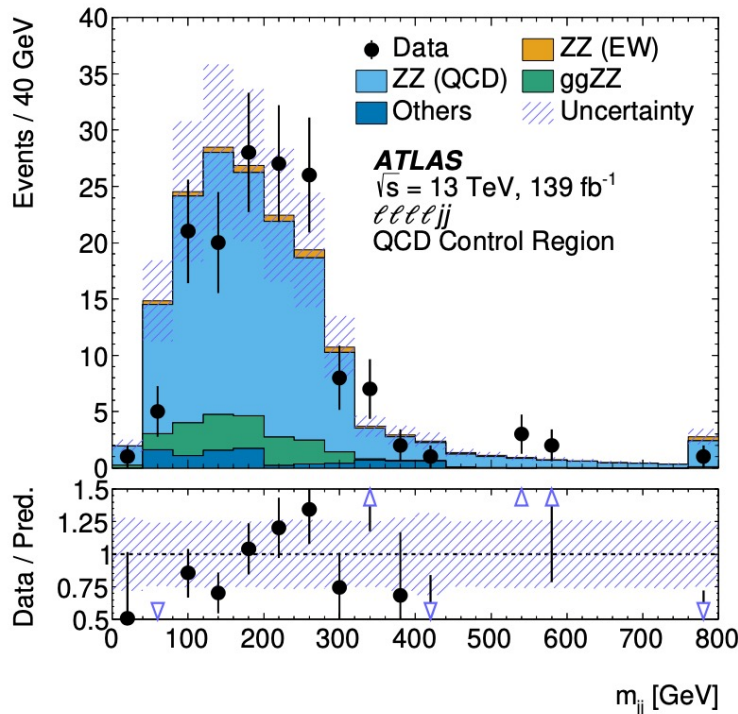 Events / 40 GeV
40
35
30
25
20
15
10
5
0
Data
ZZ (EW)
ZZ (QCD)
ggZZ
Others
Uncertainty
ATLAS
√s = 13 TeV, 139 fb⁻¹
ℓℓℓℓjj
QCD Control Region
Data / Pred.
1.5
1.25
1
0.75
0.5
0 100 200 300 400 500 600 700 800
m_jj [GeV]